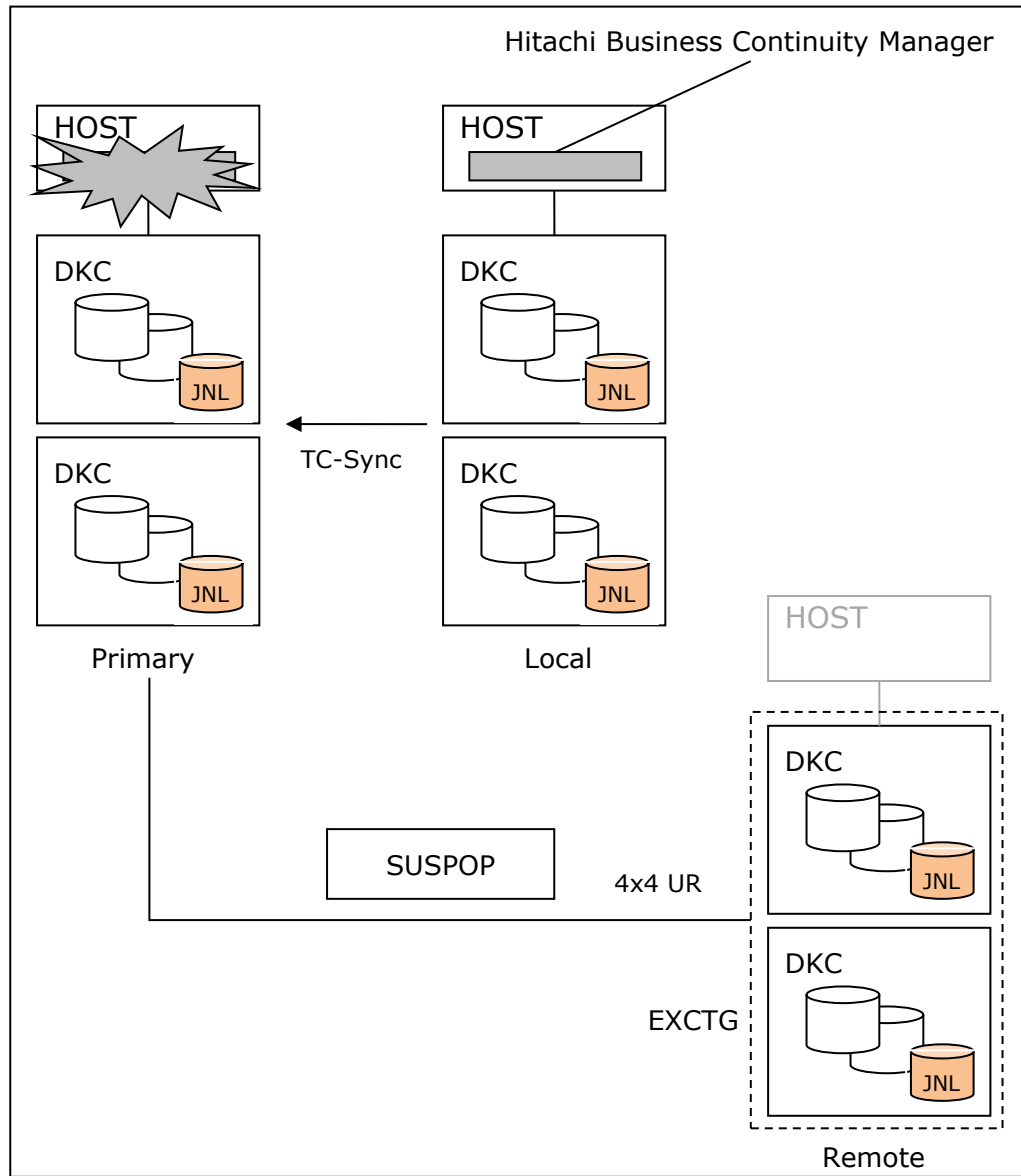 Hitachi Business Continuity Manager
HOST
HOST
DKC
JNL
DKC
JNL
TC-Sync
DKC
JNL
DKC
JNL
Primary
Local
HOST
DKC
JNL
SUSPOP
4x4 UR
DKC
JNL
EXCTG
Remote